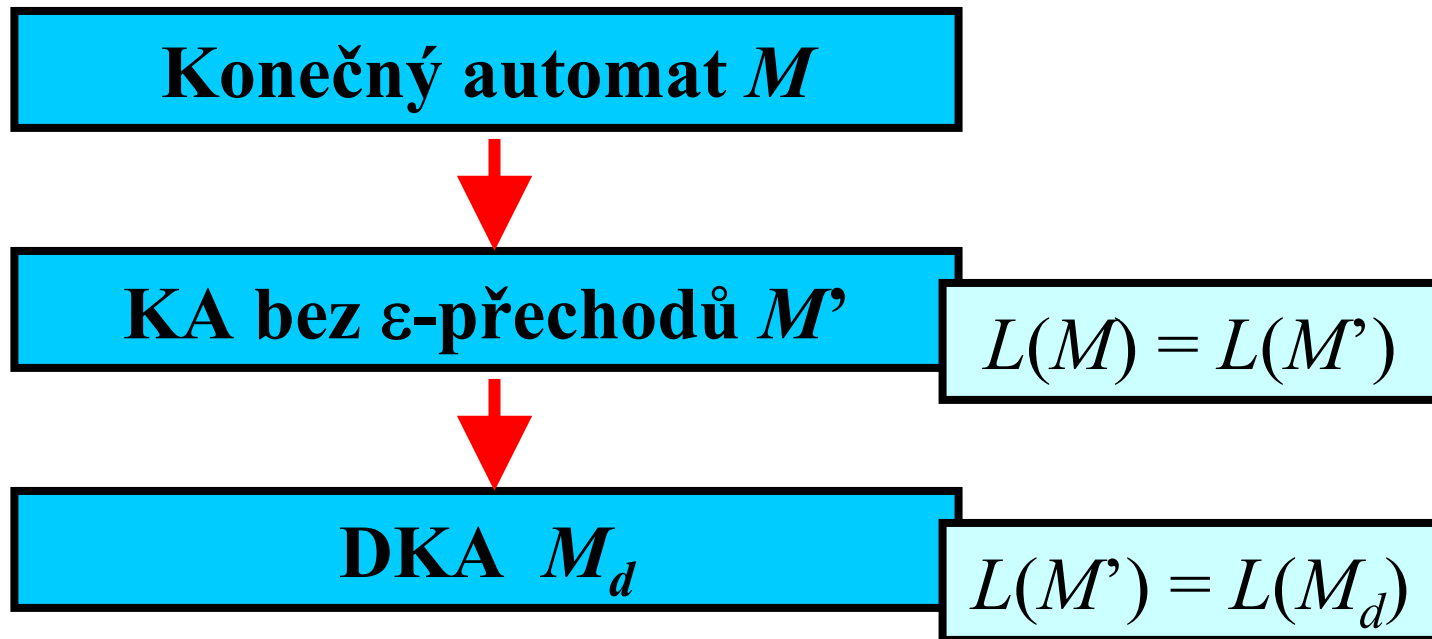 Konečný automat M
KA bez ε-přechodů M’
L(M) = L(M’)
DKA M_d
L(M’) = L(M_d)